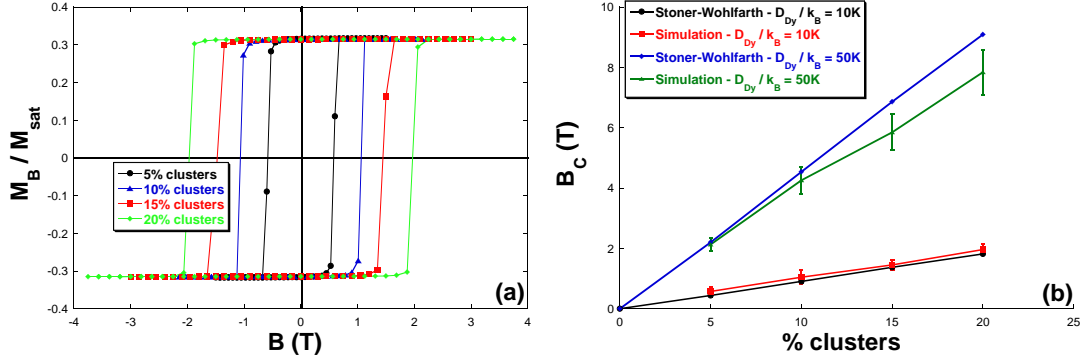 0.4
0.3
0.2
0.1
0
-0.1
-0.2
-0.3
-0.4
M_B / M_sat
-4
-3
-2
-1
0
1
2
3
4
B (T)
5% clusters
10% clusters
15% clusters
20% clusters
(a)
Stoner-Wohlfarth - D_Dy / k_B = 10K
Simulation - D_Dy / k_B = 10K
Stoner-Wohlfarth - D_Dy / k_B = 50K
Simulation - D_Dy / k_B = 50K
10
8
6
4
2
0
B_C (T)
0
5
10
15
20
25
% clusters
(b)